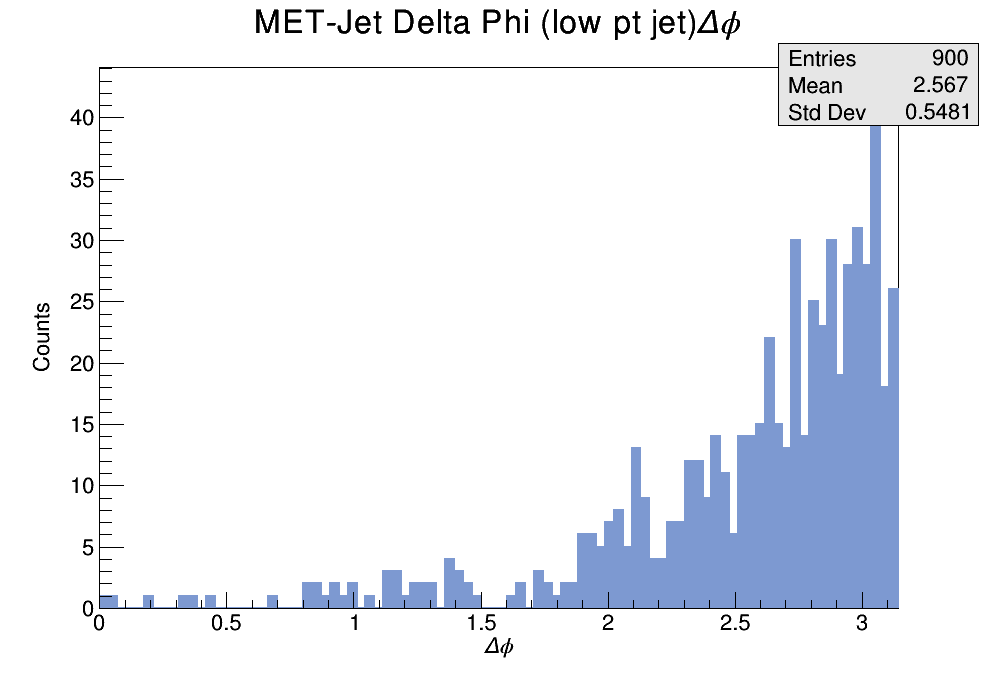 MET-Jet Delta Phi (low pt jet)Δϕ
Entries 900
Mean 2.567
Std Dev 0.5481
40
35
30
25
20
15
10
5
0
Counts
0 0.5 1 1.5 2 2.5 3
Δϕ